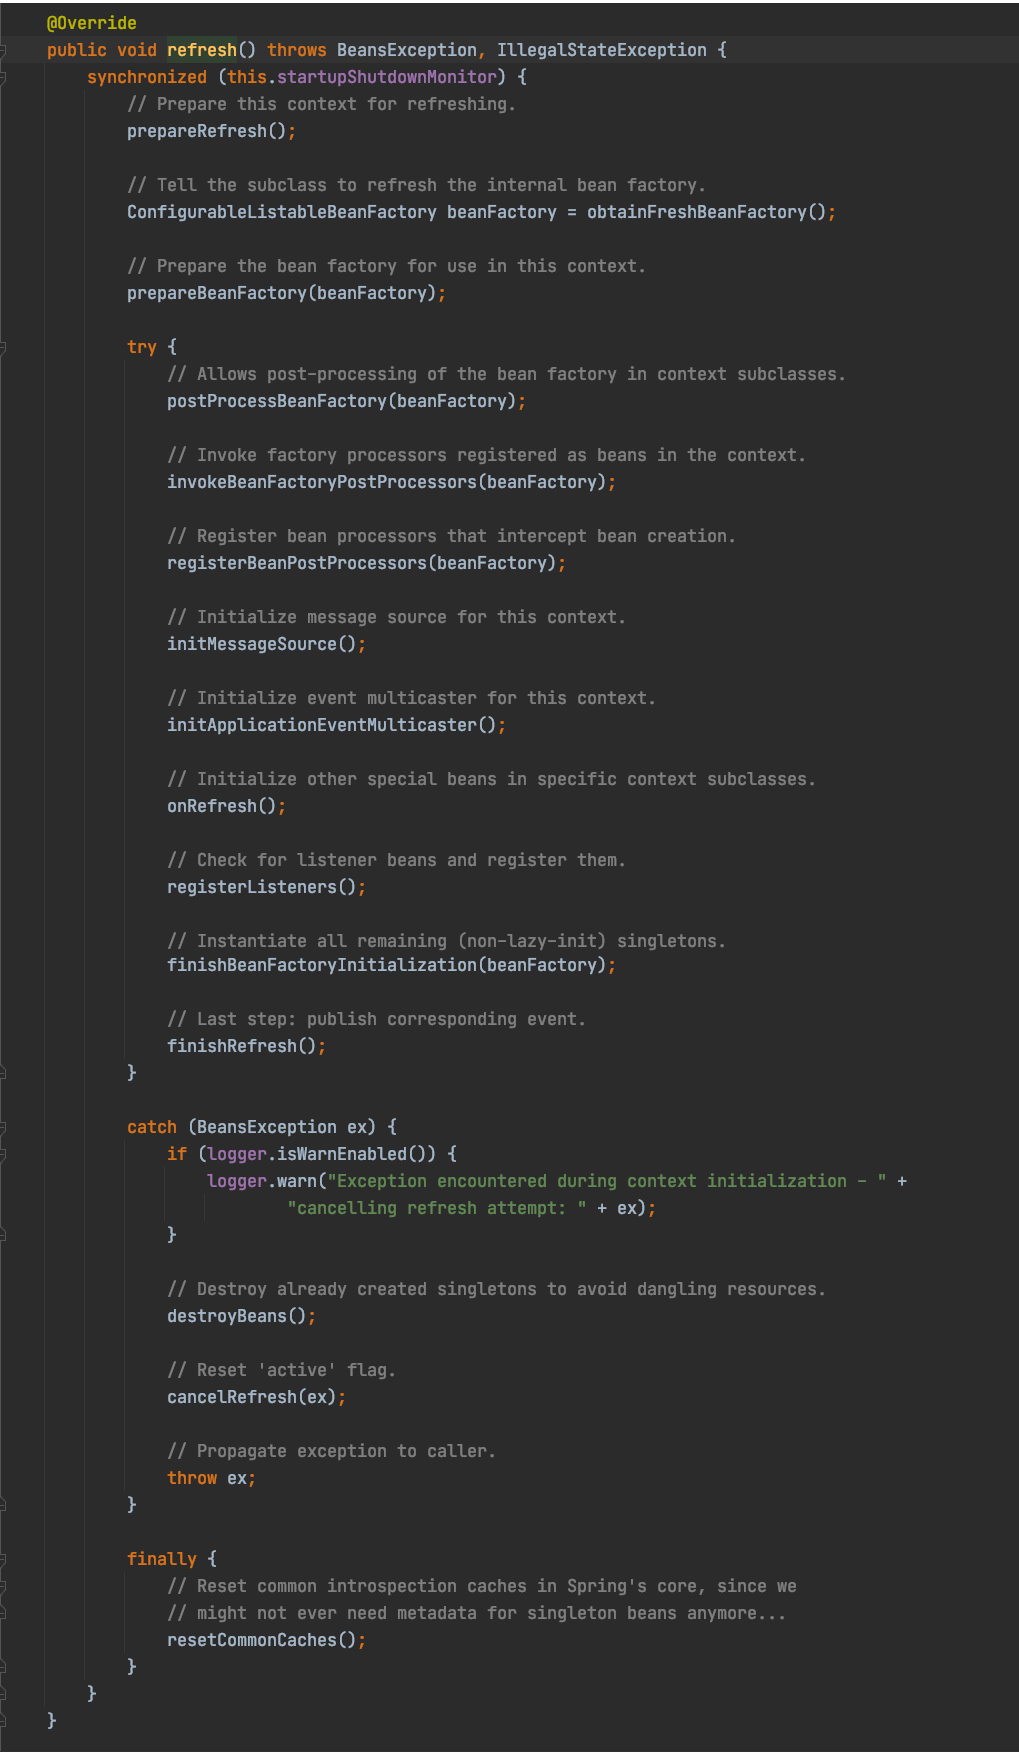 @Override
public void refresh() throws BeansException, IllegalStateException {
synchronized (this.startupShutdownMonitor) {
// Prepare this context for refreshing.
prepareRefresh();
// Tell the subclass to refresh the internal bean factory.
ConfigurableListableBeanFactory beanFactory = obtainFreshBeanFactory();
// Prepare the bean factory for use in this context.
prepareBeanFactory(beanFactory);
try {
// Allows post-processing of the bean factory in context subclasses.
postProcessBeanFactory(beanFactory);
// Invoke factory processors registered as beans in the context.
invokeBeanFactoryPostProcessors(beanFactory);
// Register bean processors that intercept bean creation.
registerBeanPostProcessors(beanFactory);
// Initialize message source for this context.
initMessageSource();
// Initialize event multicaster for this context.
initApplicationEventMulticaster();
// Initialize other special beans in specific context subclasses.
onRefresh();
// Check for listener beans and register them.
registerListeners();
// Instantiate all remaining (non-lazy-init) singletons.
finishBeanFactoryInitialization(beanFactory);
// Last step: publish corresponding event.
finishRefresh();
}
catch (BeansException ex) {
if (logger.isWarnEnabled()) {
logger.warn("Exception encountered during context initialization - " +
"cancelling refresh attempt: " + ex);
}
// Destroy already created singletons to avoid dangling resources.
destroyBeans();
// Reset 'active' flag.
cancelRefresh(ex);
// Propagate exception to caller.
throw ex;
}
finally {
// Reset common introspection caches in Spring's core, since we
// might not ever need metadata for singleton beans anymore...
resetCommonCaches();
}
}
}